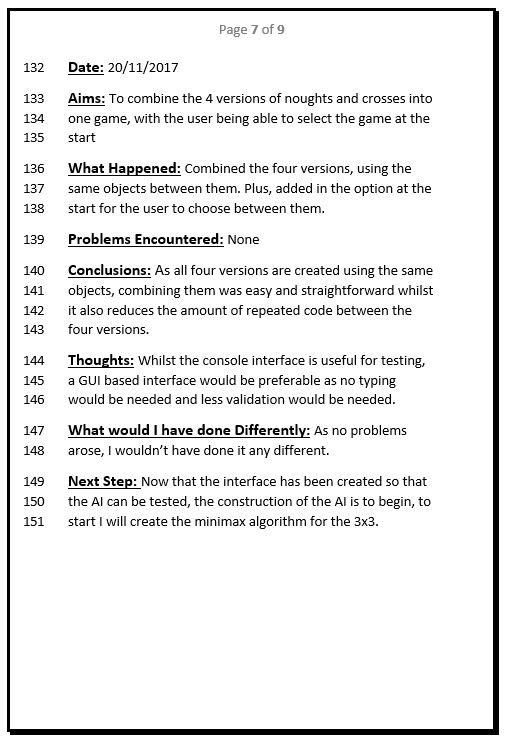 Page 7 of 9
132 Date: 20/11/2017
133 Aims: To combine the 4 versions of noughts and crosses into
134 one game, with the user being able to select the game at the
135 start
136 What Happened: Combined the four versions, using the
137 same objects between them. Plus, added in the option at the
138 start for the user to choose between them.
139 Problems Encountered: None
140 Conclusions: As all four versions are created using the same
141 objects, combining them was easy and straightforward whilst
142 it also reduces the amount of repeated code between the
143 four versions.
144 Thoughts: Whilst the console interface is useful for testing,
145 a GUI based interface would be preferable as no typing
146 would be needed and less validation would be needed.
147 What would I have done Differently: As no problems
148 arose, I wouldn't have done it any different.
149 Next Step: Now that the interface has been created so that
150 the AI can be tested, the construction of the AI is to begin, to
151 start I will create the minimax algorithm for the 3x3.